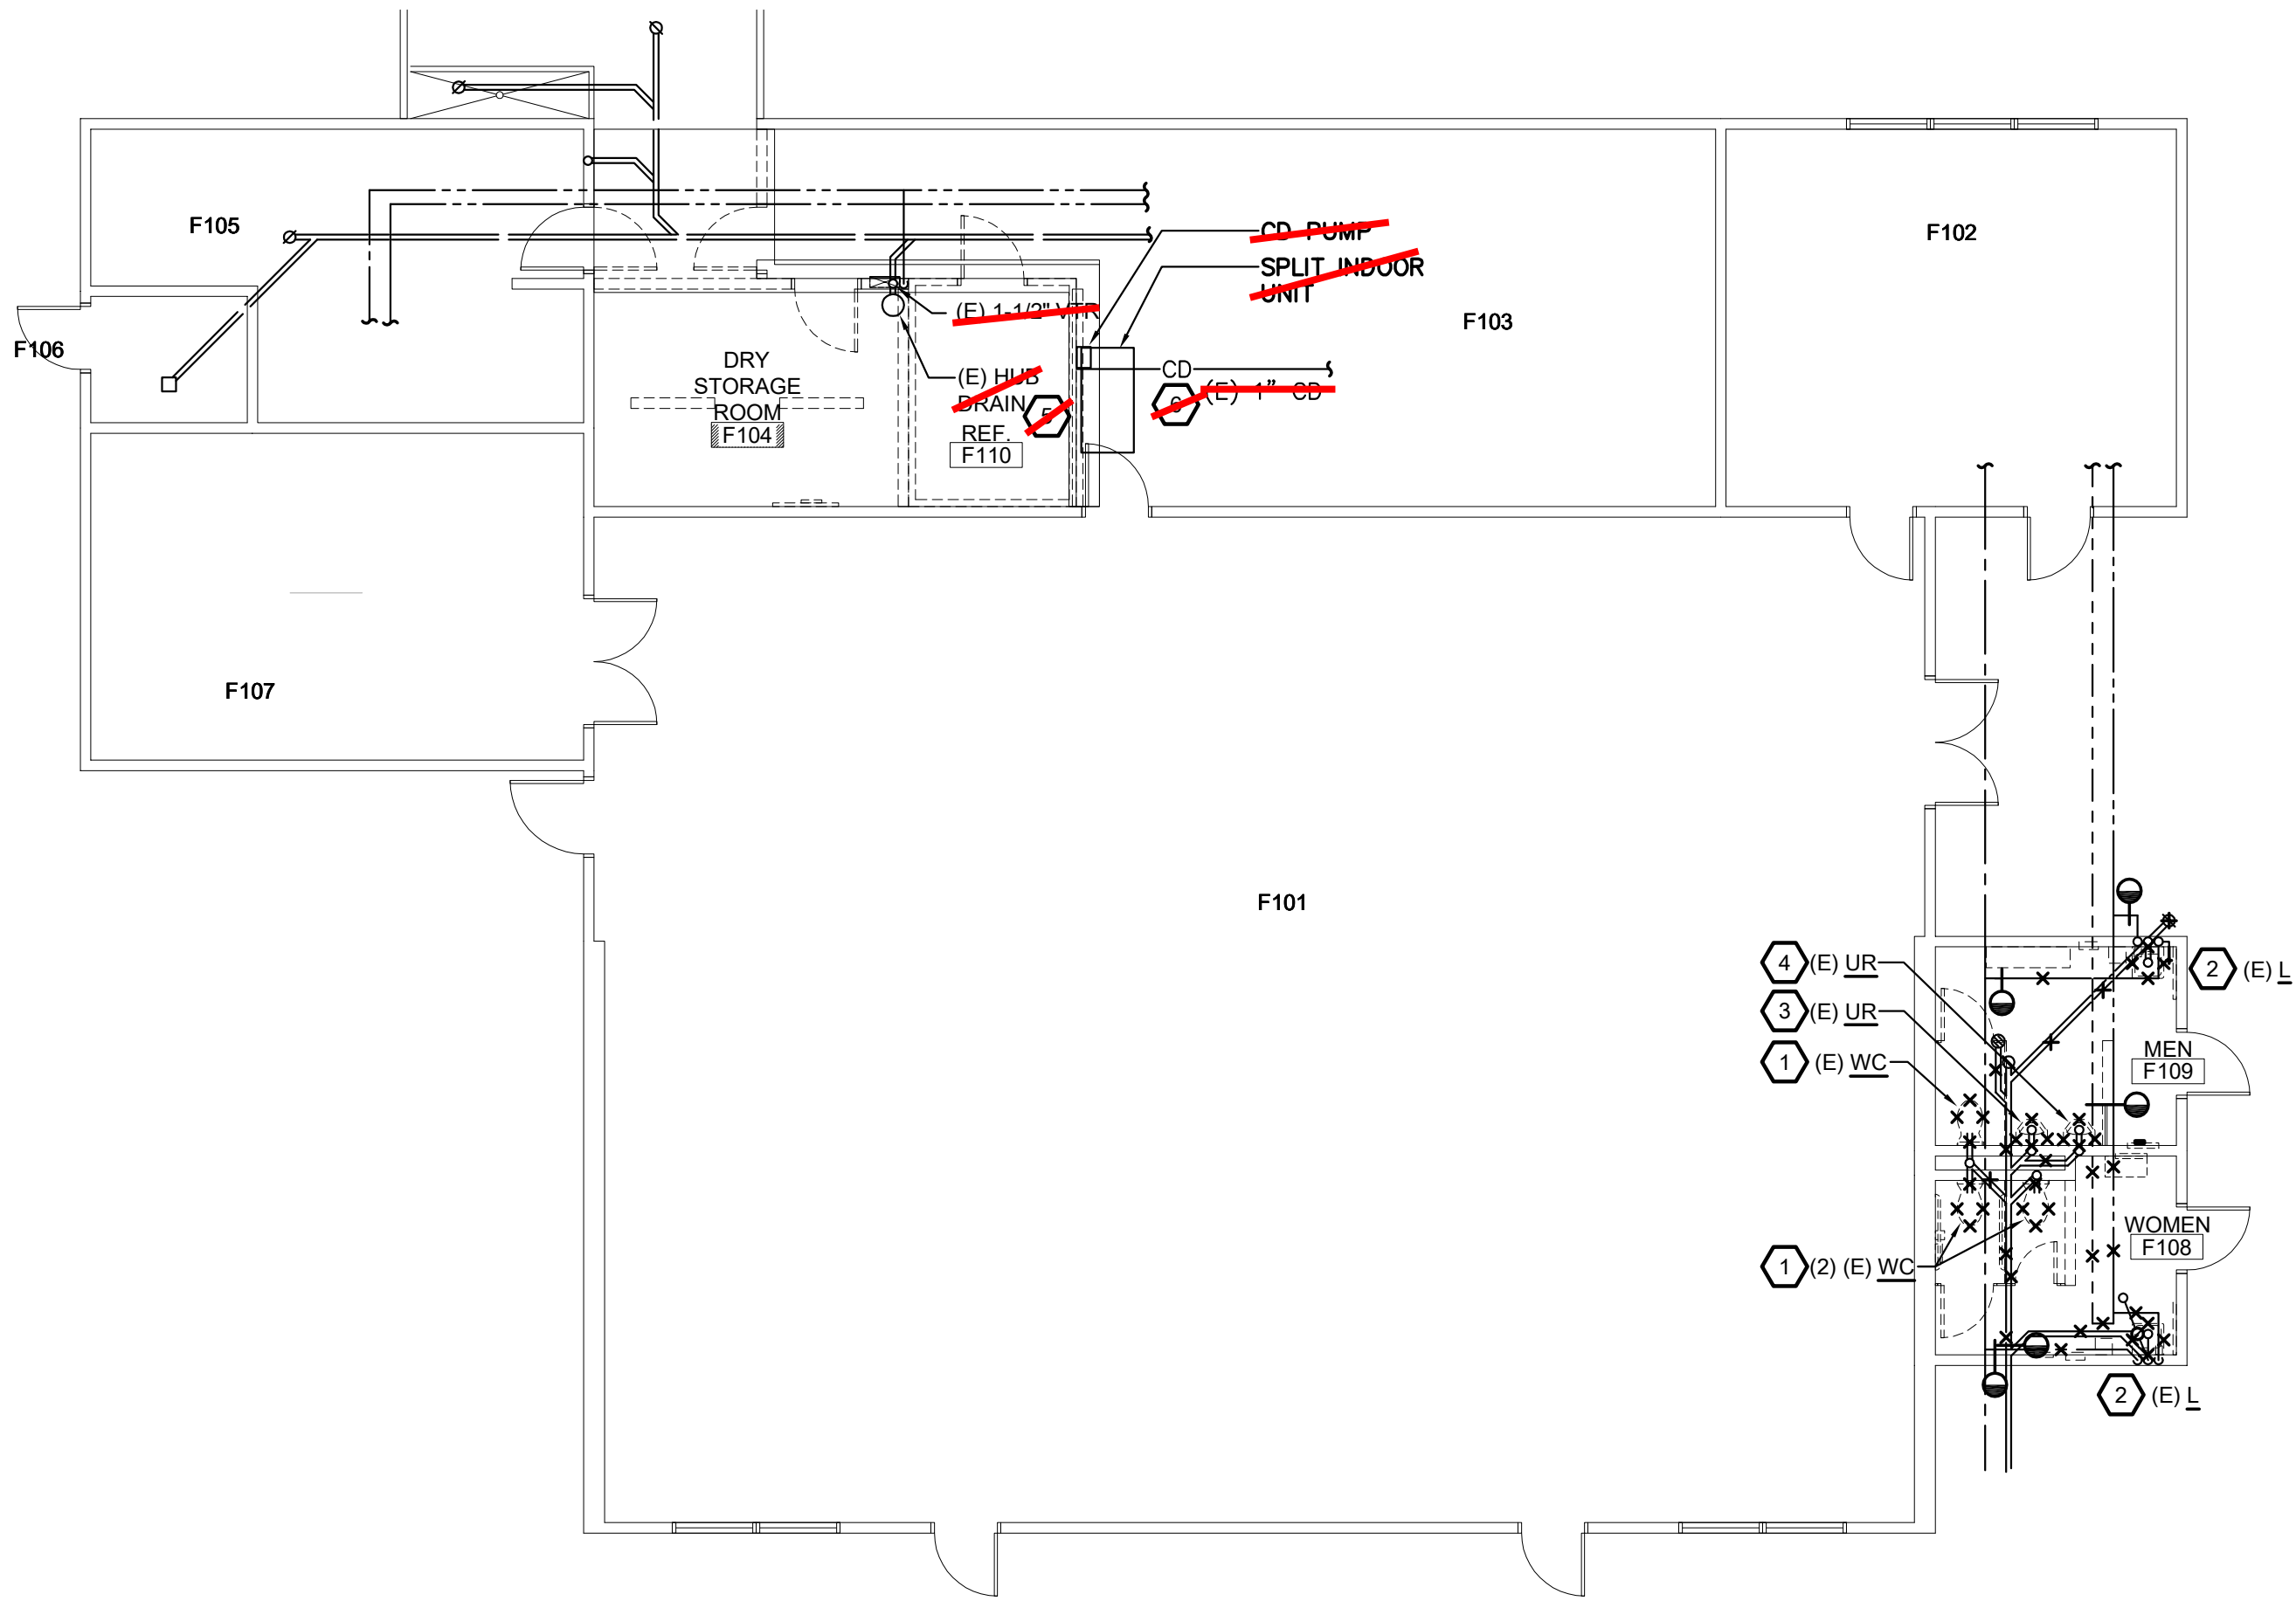 F105
F102
CD PUMP
SPLIT INDOOR
UNIT
F103
(E) 1-1/2" VTR
F106
DRY
STORAGE
ROOM
F104
(E) HUB
DRAIN
5
REF.
F110
CD
6
(E) 1” CD
F107
F101
4 (E) UR
3 (E) UR
1 (E) WC
2 (E) L
MEN
F109
WOMEN
F108
1 (2) (E) WC
2 (E) L